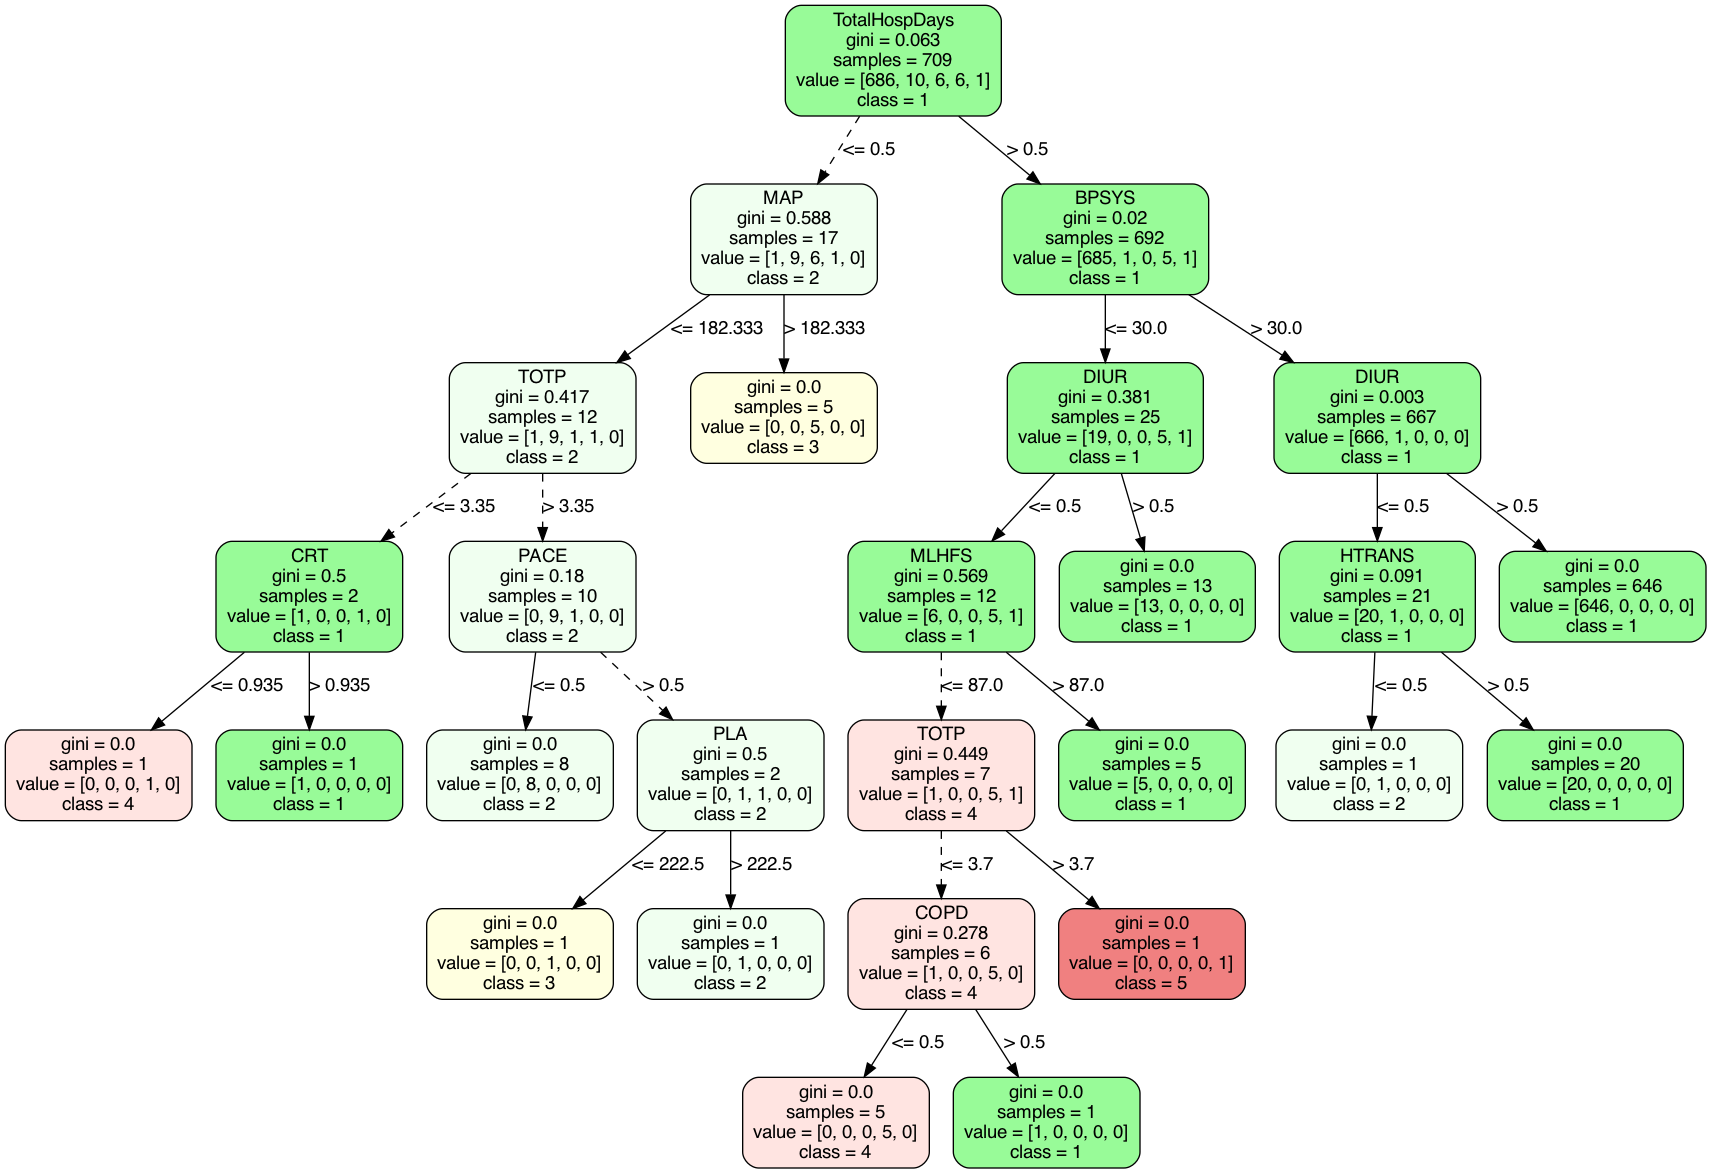 TotalHospDays
gini = 0.063
samples = 709
value = [686, 10, 6, 6, 1]
class = 1
<= 0.5
> 0.5
MAP
gini = 0.588
samples = 17
value = [1, 9, 6, 1, 0]
class = 2
BPSYS
gini = 0.02
samples = 692
value = [685, 1, 0, 5, 1]
class = 1
<= 182.333
> 182.333
<= 30.0
> 30.0
TOTP
gini = 0.417
samples = 12
value = [1, 9, 1, 1, 0]
class = 2
gini = 0.0
samples = 5
value = [0, 0, 5, 0, 0]
class = 3
DIUR
gini = 0.381
samples = 25
value = [19, 0, 0, 5, 1]
class = 1
DIUR
gini = 0.003
samples = 667
value = [666, 1, 0, 0, 0]
class = 1
<= 3.35
> 3.35
<= 0.5
> 0.5
<= 0.5
> 0.5
CRT
gini = 0.5
samples = 2
value = [1, 0, 0, 1, 0]
class = 1
PACE
gini = 0.18
samples = 10
value = [0, 9, 1, 0, 0]
class = 2
MLHFS
gini = 0.569
samples = 12
value = [6, 0, 0, 5, 1]
class = 1
gini = 0.0
samples = 13
value = [13, 0, 0, 0, 0]
class = 1
HTRANS
gini = 0.091
samples = 21
value = [20, 1, 0, 0, 0]
class = 1
gini = 0.0
samples = 646
value = [646, 0, 0, 0, 0]
class = 1
<= 0.935
> 0.935
<= 0.5
> 0.5
<= 87.0
> 87.0
<= 0.5
> 0.5
gini = 0.0
samples = 1
value = [0, 0, 0, 1, 0]
class = 4
gini = 0.0
samples = 1
value = [1, 0, 0, 0, 0]
class = 1
gini = 0.0
samples = 8
value = [0, 8, 0, 0, 0]
class = 2
PLA
gini = 0.5
samples = 2
value = [0, 1, 1, 0, 0]
class = 2
TOTP
gini = 0.449
samples = 7
value = [1, 0, 0, 5, 1]
class = 4
gini = 0.0
samples = 5
value = [5, 0, 0, 0, 0]
class = 1
gini = 0.0
samples = 1
value = [0, 1, 0, 0, 0]
class = 2
gini = 0.0
samples = 20
value = [20, 0, 0, 0, 0]
class = 1
<= 222.5
> 222.5
<= 3.7
> 3.7
gini = 0.0
samples = 1
value = [0, 0, 1, 0, 0]
class = 3
gini = 0.0
samples = 1
value = [0, 1, 0, 0, 0]
class = 2
COPD
gini = 0.278
samples = 6
value = [1, 0, 0, 5, 0]
class = 4
gini = 0.0
samples = 1
value = [0, 0, 0, 0, 1]
class = 5
<= 0.5
> 0.5
gini = 0.0
samples = 5
value = [0, 0, 0, 5, 0]
class = 4
gini = 0.0
samples = 1
value = [1, 0, 0, 0, 0]
class = 1